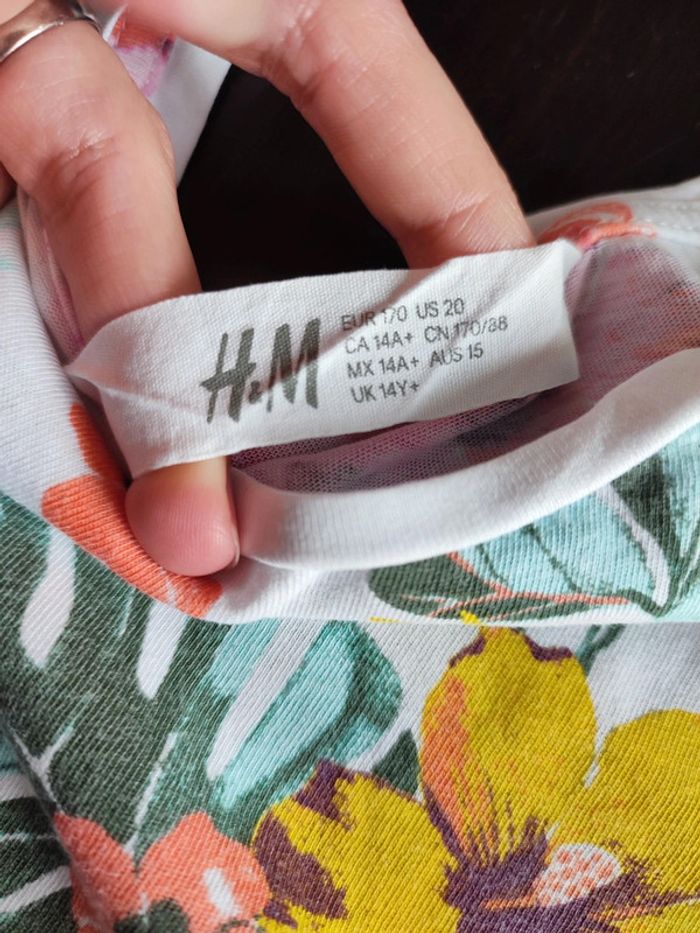 H&M
EUR 170 US 20
CA 14A+ CN 170/88
MX 14A+ AUS 15
UK 14Y+